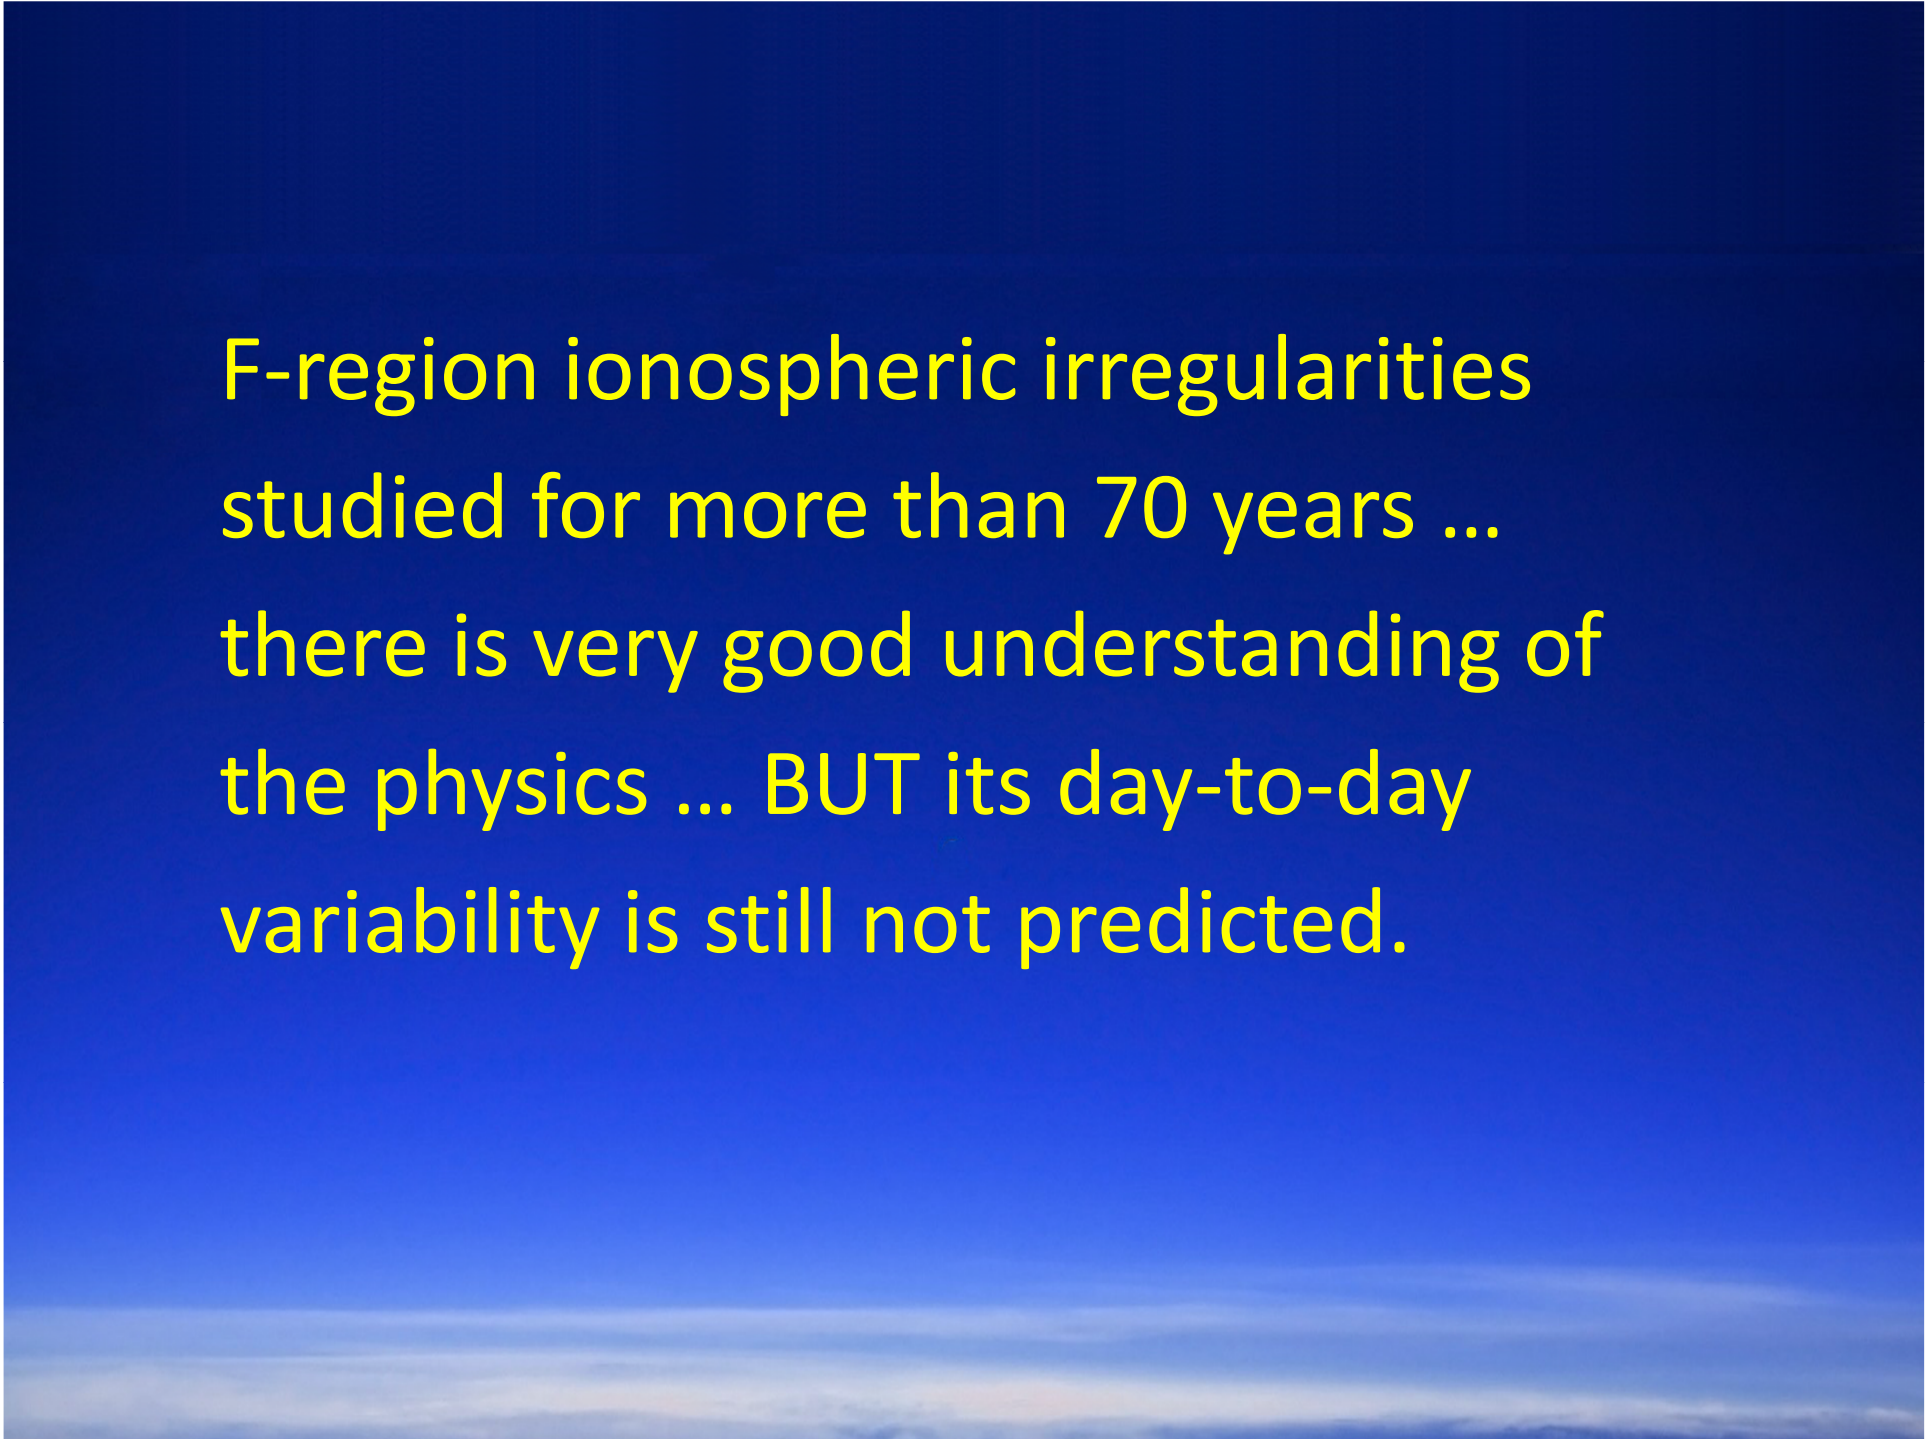 F-region ionospheric irregularities
studied for more than 70 years …
there is very good understanding of
the physics … BUT its day-to-day
variability is still not predicted.